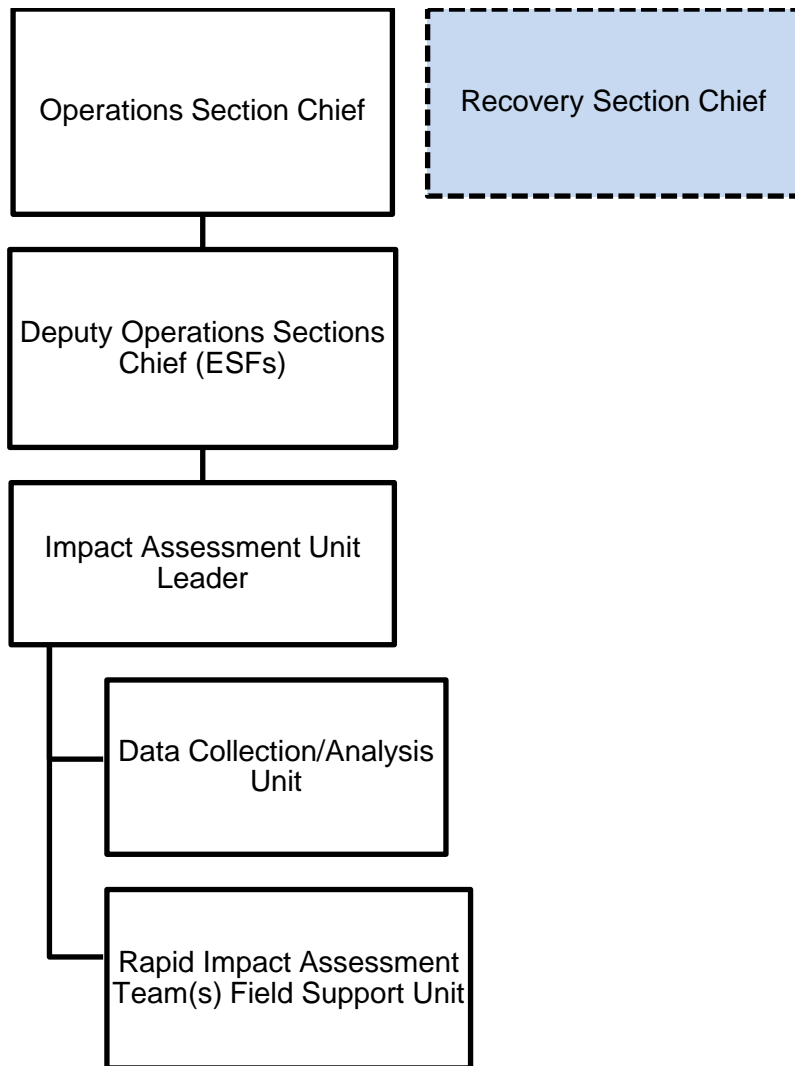 Operations Section Chief
Recovery Section Chief
Deputy Operations Sections
Chief (ESFs)
Impact Assessment Unit
Leader
Data Collection/Analysis
Unit
Rapid Impact Assessment
Team(s) Field Support Unit